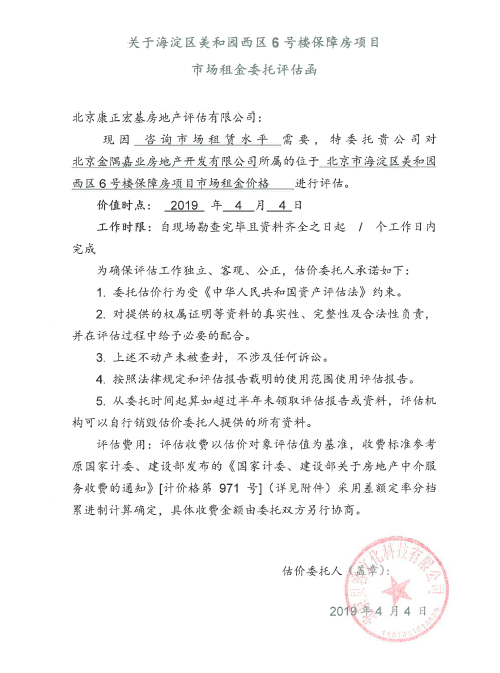 关于海淀区美和园西区6号楼保障房项目
市场租金委托评估函
北京康正宏基房地产评估有限公司：
现因 咨询市场租赁水平 需要，特委托贵公司对
北京金隅嘉业房地产开发有限公司所属的位于 北京市海淀区美和园
西区6号楼保障房项目市场租金价格 进行评估。
价值时点： 2019 年 4 月 4 日
工作时限：自现场勘查完毕且资料齐全之日起 / 个工作日内
完成
为确保评估工作独立、客观、公正，估价委托人承诺如下：
1. 委托估价行为受《中华人民共和国资产评估法》约束。
2. 对提供的权属证明等资料的真实性、完整性及合法性负责，
并在评估过程中给予必要的配合。
3. 上述不动产未被查封，不涉及任何诉讼。
4. 按照法律规定和评估报告载明的使用范围使用评估报告。
5. 从委托时间起算如超过半年未领取评估报告或资料，评估机
构可以自行销毁估价委托人提供的所有资料。
评估费用：评估收费以估价对象评估值为基准，收费标准参考
原国家计委、建设部发布的《国家计委、建设部关于房地产中介服
务收费的通知》[计价格第 971 号]（详见附件）采用差额定率分档
累进制计算确定，具体收费金额由委托双方另行协商。
估价委托人（盖章）：
2019年4月4日
科技有限公司